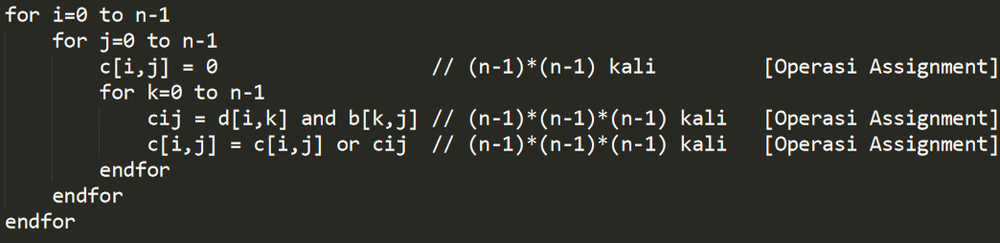 for i=0 to n-1
    for j=0 to n-1
        c[i,j] = 0                  // (n-1)*(n-1) kali         [Operasi Assignment]
        for k=0 to n-1
            cij = d[i,k] and b[k,j] // (n-1)*(n-1)*(n-1) kali   [Operasi Assignment]
            c[i,j] = c[i,j] or cij  // (n-1)*(n-1)*(n-1) kali   [Operasi Assignment]
        endfor
    endfor
endfor